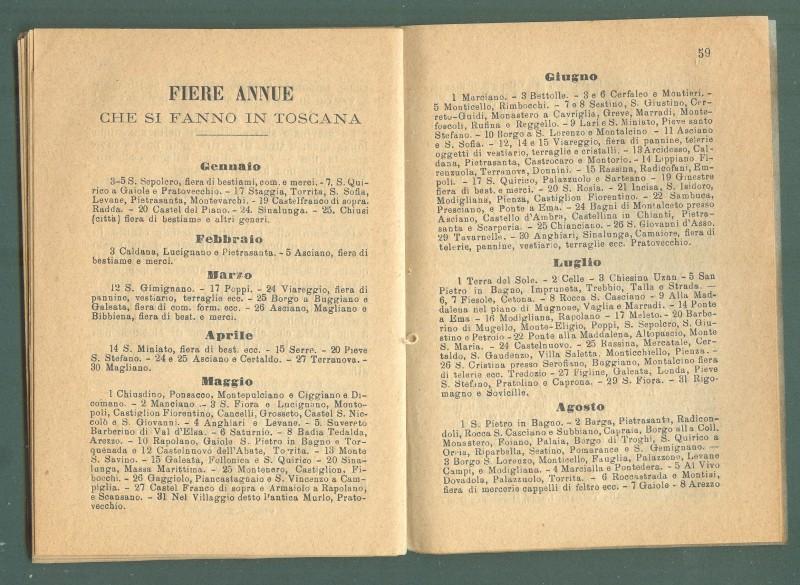 FIERE ANNUE
CHE SI FANNO IN TOSCANA
Gennaio
3-5 S. Sepolcro, fiera di bestiami, com. e merci. - 7. S. Qui-
rico a Gaiole e Pratovecchio. - 17 Staggia, Torrita, S. Sofia,
Levane, Pietrasanta, Montevarchi. - 19 Castelfranco di sopra.
Radda. - 20 Castel del Piano. - 24. Sinalunga. - 25. Chiusi
(città) fiera di bestiame e altri generi.
Febbraio
3 Caldana, Lucignano e Pietrasanta. - 5 Asciano, fiera di
bestiame e merci.
Marzo
12 S. Gimignano. - 17 Poppi. - 24 Viareggio, fiera di
pannine, vestiario, terraglie ecc. - 25 Borgo a Buggiano e
Galeata, fiera di com. form. ecc. - 26 Asciano, Magliano e
Bibbiena, fiera di best. e merci.
Aprile
14 S. Miniato, fiera di best. ecc. - 15 Serre. - 20 Pieve
S. Stefano. - 24 e 25 Asciano e Certaldo. - 27 Terranova. -
30 Magliano.
Maggio
1 Chiusdino, Ponsacco, Montepulciano e Ciggiano e Di-
comano. - 2 Manciano. - 3 S. Fiora e Lucignano, Monto-
poli, Castiglion Fiorentino, Cancelli, Grosseto, Castel S. Nic-
colò e S. Giovanni. - 4 Anghiari e Levane. - 5. Suvereto
Barberino di Val d'Elsa. - 6 Saturnio. - 8 Badia Tedalda,
Arezzo. - 10 Rapolano, Gaiole S. Pietro in Bagno e Tor-
quenada e 12 Castelnuovo dell'Abate, Torrita. - 13 Monte
S. Savino. - 15 Galeata, Follonica e S. Quirico - 20 Sina-
lunga, Massa Marittima. - 25 Montenero, Castiglion, Fi-
bocchi. - 26 Gaggiolo, Piancastagnaio e S. Vincenzo a Cam-
piglia. - 27 Castel Franco di sopra e Armaiolo a Rapolano,
e Scansano. - 31 Nel Villaggio detto l'antica Murlo, Prato-
vecchio.
59
Giugno
1 Marciano. - 3 Bettolle. - 3 e 6 Cerfalco e Montieri. -
5 Monticello, Rimbocchi. - 7 e 8 Sestino, S. Giustino, Cer-
reto-Guidi, Monastero a Cavriglia, Greve, Marradi, Monte-
foscoli, Rufina e Reggello. - 9 Lari e S. Miniato, Pieve santo
Stefano. - 10 Borgo a S. Lorenzo e Montalcino - 11 Asciano
e S. Sofia. - 12, 14 e 15 Viareggio, fiera di pannine, telerie
oggetti di vestiario, terraglie e cristalli. - 13 Arcidosso, Cal-
dana, Pietrasanta, Castrocaro e Montorio. - 14 Lippiano Fi-
renzuola, Terranova, Donnini. - 15 Rassina, Radicofani, Em-
poli. - 17 S. Quirico, Palazzuolo e Sarteano - 19 Ginestre
fiera di best. e merci. - 20 S. Rosia. - 21 Incisa, S. Isidoro,
Modigliana, Pienza, Castiglion Fiorentino. - 22 Sambuca,
Presciano, e Ponte a Ema. - 24 Bagni di Montalceto presso
Asciano, Castello d'Ambra, Castellina in Chianti, Pietra-
santa e Scarperia. - 25 Chianciano. - 26 S. Giovanni d'Asso.
29 Tavarnelle. - 30 Anghiari, Sinalunga, Camaiore, fiera di
telerie, pannine, vestiario, terraglie ecc. Pratovecchio.
Luglio
1 Terra del Sole. - 2 Celle - 3 Chiesina Uzan - 5 San
Pietro in Bagno, Impruneta, Trebbio, Talla e Strada. —
6, 7 Fiesole, Cetona. - 8 Rocca S. Casciano - 9 Alla Mad-
dalena nel piano di Mugnone, Vaglia e Marradi. - 14 Ponte
a Ema - 16 Modigliana, Rapolano - 17 Meleto. - 20 Barbe-
rino di Mugello, Monte-Eligio, Poppi, S. Sepolcro, S. Giu-
stino e Petroio - 22 Ponte alla Maddalena, Altopascio, Monte
S. Maria. - 24 Castelnuovo. - 25 Rassina, Mercatale, Cer-
taldo, S. Gaudenzo, Villa Saletta, Monticchiello, Pienza. -
26 S. Cristina presso Serofiano, Buggiano, Montalcino fiera
di telerie ecc. Tredozio - 27 Figline, Galeata, Londa, Pieve
S. Stefano, Pratolino e Caprona. - 29 S. Fiora. - 31 Rigo-
magno e Sovicille.
Agosto
1 S. Pietro in Bagno. - 2 Barga, Pietrasanta, Radicon-
doli, Rocca S. Casciano e Subbiano, Capraia, Borgo alla Coll.
Monastero, Foiano, Palaia, Borgo di Troghi, S. Quirico a
Orcia, Riparbella, Sestino, Pomarance e S. Gemignano. —
3 Borgo S. Lorenzo, Monticello, Fauglia, Palazzone, Levane
Campi, e Modigliana. - 4 Marcialla e Pontedera. - 5 Al Vivo
Dovadola, Palazzuolo, Torrita. - 6 Roccastrada e Montisi,
fiera di mercerie cappelli di feltro ecc. - 7 Gaiole - 8 Arezzo